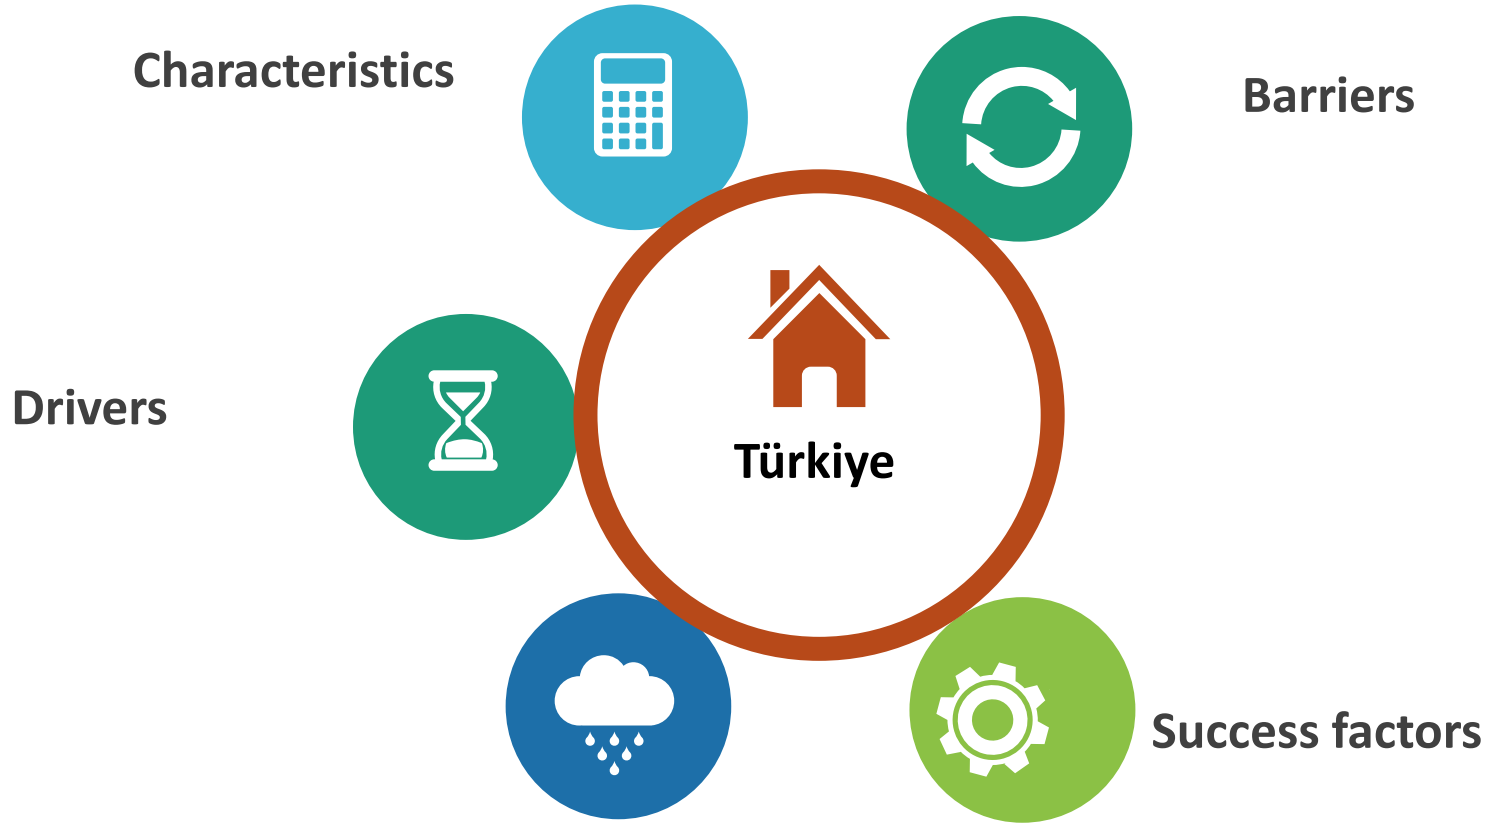 Characteristics
Barriers
Drivers
Türkiye
Success factors